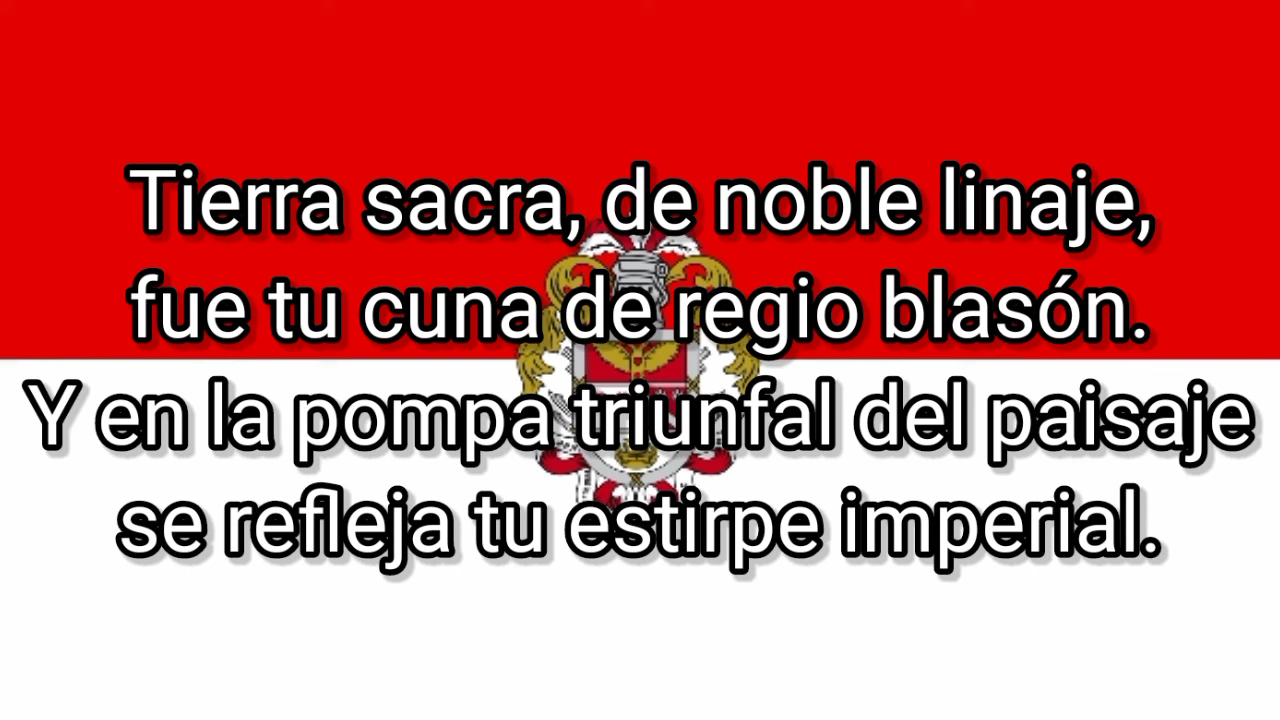 Tierra sacra, de noble linaje,
fue tu cuna de regio blasón.
Y en la pompa triunfal del paisaje
se refleja tu estirpe imperial.